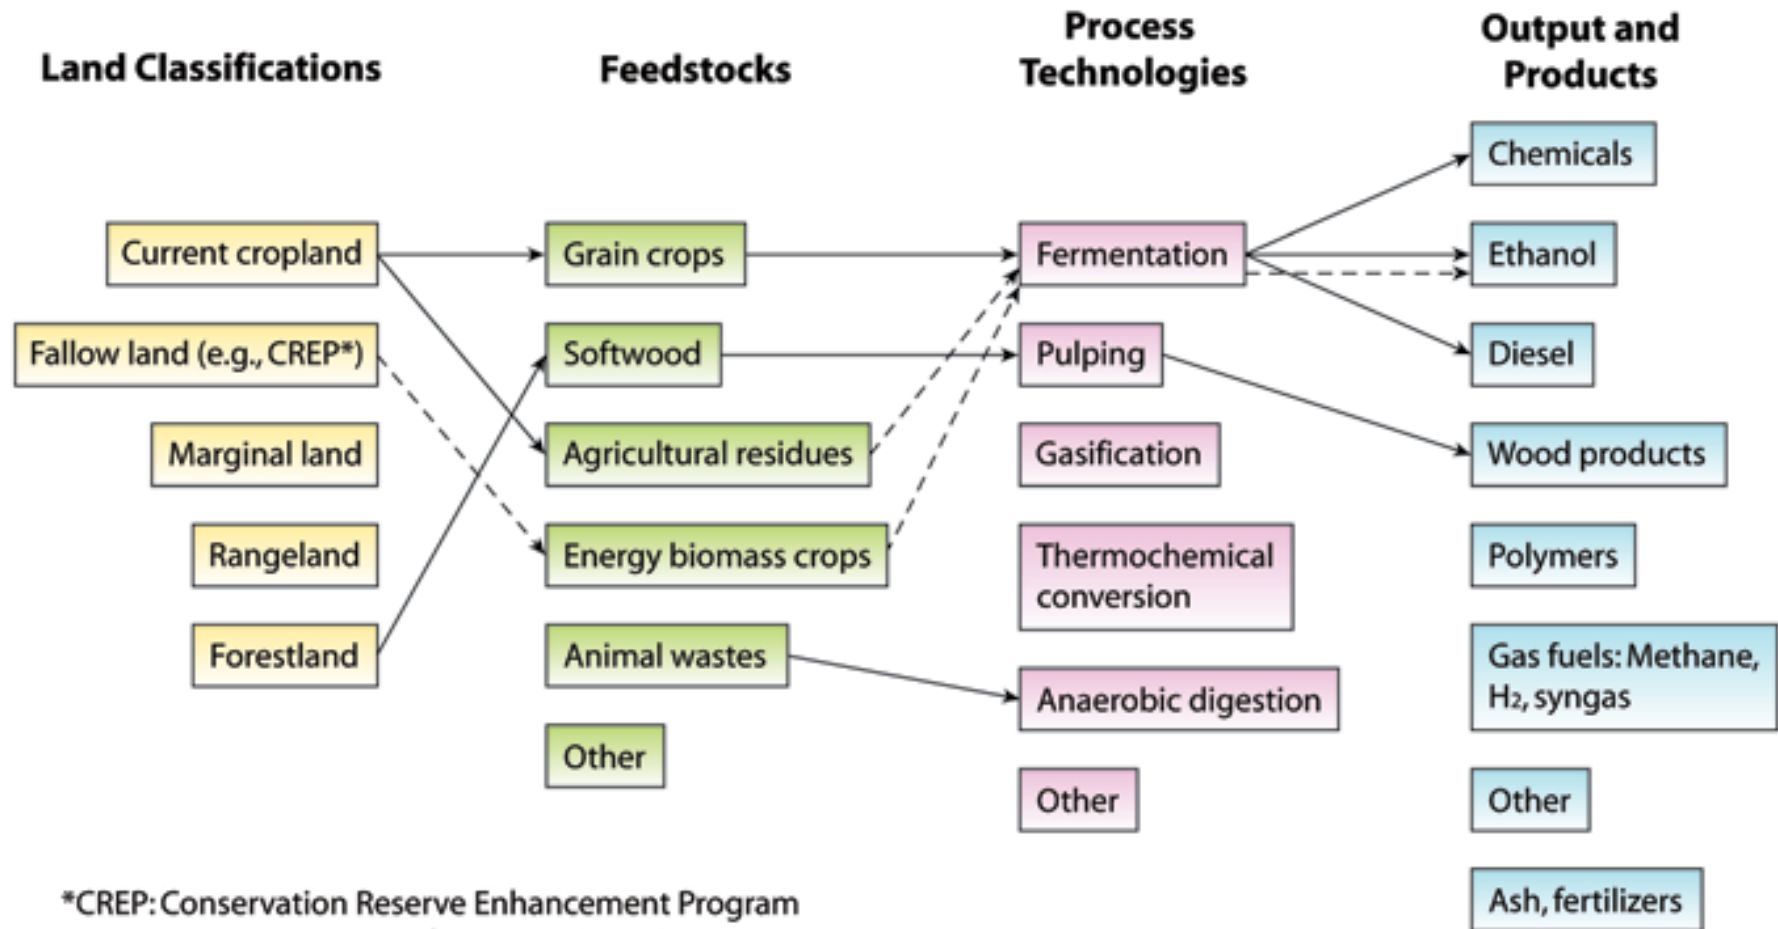 Land Classifications
Feedstocks
Process
Technologies
Output and
Products
Current cropland
Fallow land (e.g., CREP*)
Marginal land
Rangeland
Forestland
Grain crops
Softwood
Agricultural residues
Energy biomass crops
Animal wastes
Other
Fermentation
Pulping
Gasification
Thermochemical
conversion
Anaerobic digestion
Other
Chemicals
Ethanol
Diesel
Wood products
Polymers
Gas fuels: Methane,
H₂, syngas
Other
Ash, fertilizers
*CREP: Conservation Reserve Enhancement Program